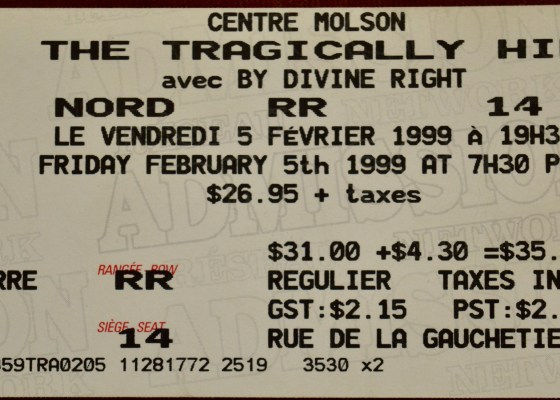 CENTRE MOLSON
THE TRAGICALLY HI
avec BY DIVINE RIGHT
NORD RR 14
LE VENDREDI 5 FÉVRIER 1999 À 19H3
FRIDAY FEBRUARY 5th 1999 AT 7H30 P
$26.95 + taxes
$31.00 +$4.30 =$35.
RANGÉE ROW
RRE RR REGULIER TAXES IN
GST:$2.15 PST:$2.
SIÈGE SEAT
14 RUE DE LA GAUCHETIE
59TRA0205 11281772 2519 3530 x2
ADMISSION
NETWORK